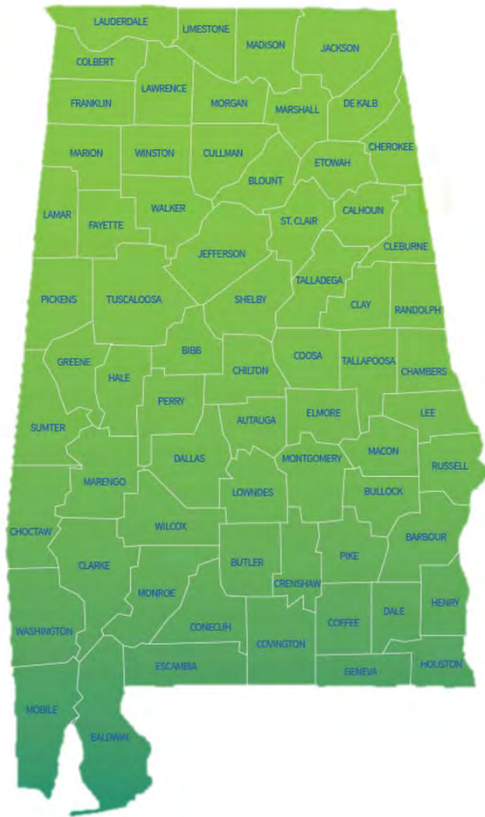 LAUDERDALE
LIMESTONE
MADISON
JACKSON
COLBERT
LAWRENCE
FRANKLIN
MORGAN
MARSHALL
DE KALB
CHEROKEE
MARION
WINSTON
CULLMAN
ETOWAH
BLOUNT
LAMAR
FAYETTE
WALKER
ST. CLAIR
CALHOUN
CLEBURNE
JEFFERSON
TALLADEGA
PICKENS
TUSCALOOSA
SHELBY
CLAY
RANDOLPH
GREENE
HALE
BIBB
CHILTON
COOSA
TALLAPOOSA
CHAMBERS
PERRY
SUMTER
AUTAUGA
ELMORE
LEE
DALLAS
MONTGOMERY
MACON
RUSSELL
MARENGO
LOWNDES
BULLOCK
CHOCTAW
WILCOX
BARBOUR
CLARKE
BUTLER
PIKE
CRENSHAW
MONROE
WASHINGTON
CONECUH
COVINGTON
COFFEE
DALE
HENRY
ESCAMBIA
GENEVA
HOUSTON
MOBILE
BALDWIN